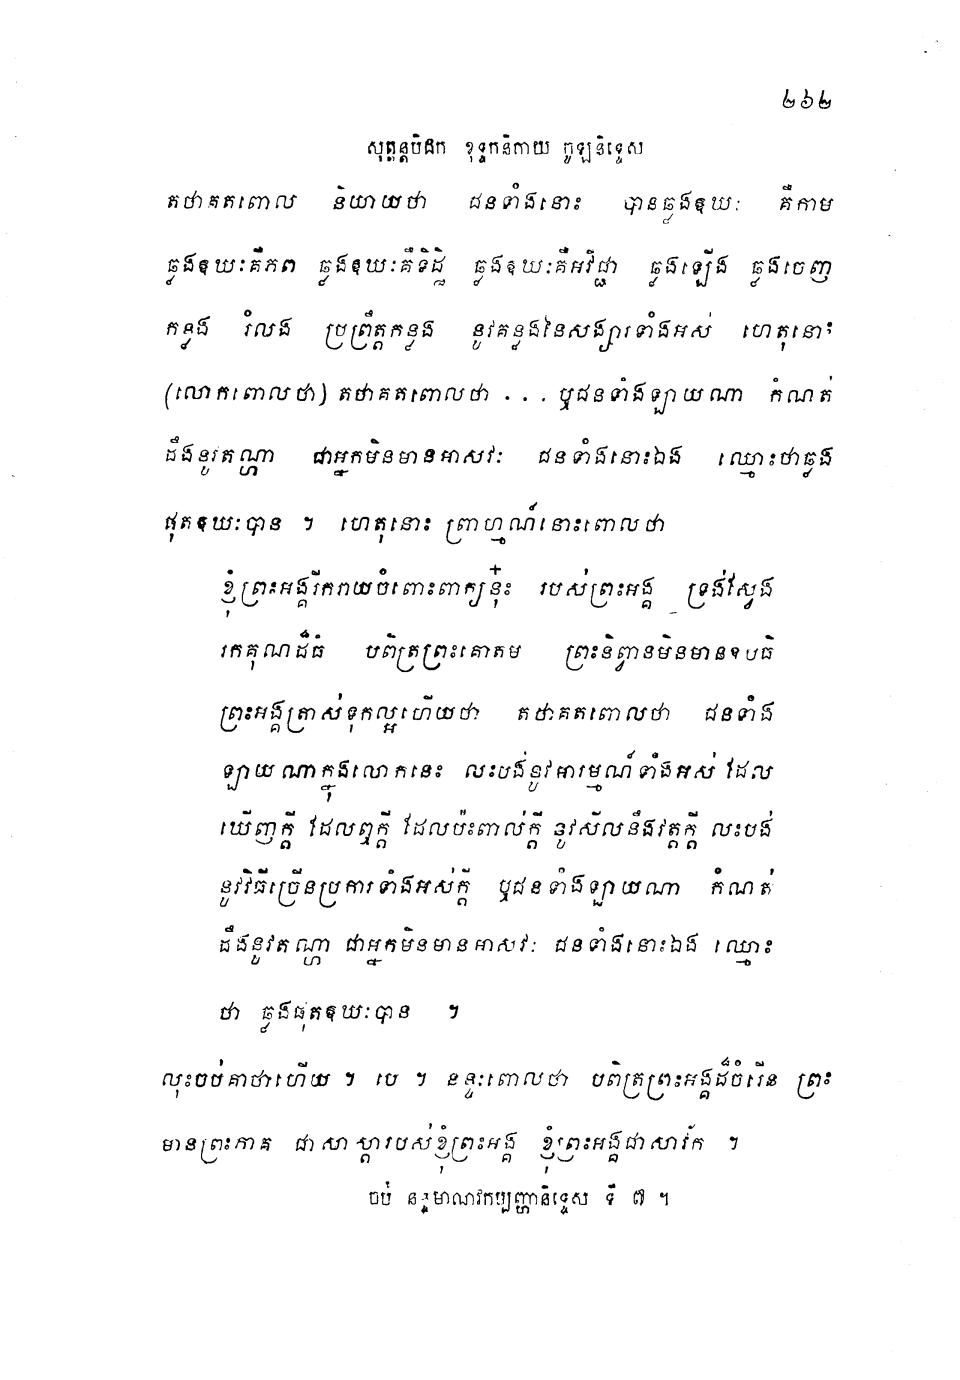 ២៦២
សុត្តន្តបិដក ខុទ្ទកនិកាយ ចូឡនិទ្ទេស
តថាគតពោល និយាយថា ជនទាំងនោះ បានឆ្លងឱឃៈ គឺកាម
ឆ្លងឱឃៈគឺភព ឆ្លងឱឃៈគឺទិដ្ឋិ ឆ្លងឱឃៈគឺអវិជ្ជា ឆ្លងឡើង ឆ្លងចេញ
កន្លង រំលង ប្រព្រឹត្តកន្លង នូវគន្លងនៃសង្សារទាំងអស់ ហេតុនោះ
(លោកពោលថា) តថាគតពោលថា ... ឬជនទាំងឡាយណា កំណត់
ដឹងនូវតណ្ហា ជាអ្នកមិនមានអាសវៈ ជនទាំងនោះឯង ឈ្មោះថាឆ្លង
ផុតឱឃៈបាន ។ ហេតុនោះ ព្រាហ្មណ៍នោះពោលថា
ខ្ញុំព្រះអង្គរីករាយចំពោះពាក្យនុ៎ះ របស់ព្រះអង្គ ទ្រង់ស្វែង
រកគុណដ៏ធំ បពិត្រព្រះគោតម ព្រះនិព្វានមិនមានឧបធិ
ព្រះអង្គត្រាស់ទុកល្អហើយថា តថាគតពោលថា ជនទាំង
ឡាយណាក្នុងលោកនេះ លះបង់នូវអារម្មណ៍ទាំងអស់ ដែល
ឃើញក្តី ដែលឮក្តី ដែលប៉ះពាល់ក្តី នូវសីលនឹងវត្តក្តី លះបង់
នូវវិធីច្រើនប្រការទាំងអស់ក្តី ឬជនទាំងឡាយណា កំណត់
ដឹងនូវតណ្ហា ជាអ្នកមិនមានអាសវៈ ជនទាំងនោះឯង ឈ្មោះ
ថា ឆ្លងផុតឱឃៈបាន ។
លុះចប់គាថាហើយ ។ បេ ។ នន្ទៈពោលថា បពិត្រព្រះអង្គដ៏ចំរើន ព្រះ
មានព្រះភាគ ជាសាស្តារបស់ខ្ញុំព្រះអង្គ ខ្ញុំព្រះអង្គជាសាវ័ក ។
ចប់ នន្ទមាណវកប្បញ្ហានិទ្ទេស ទី ៧ ។